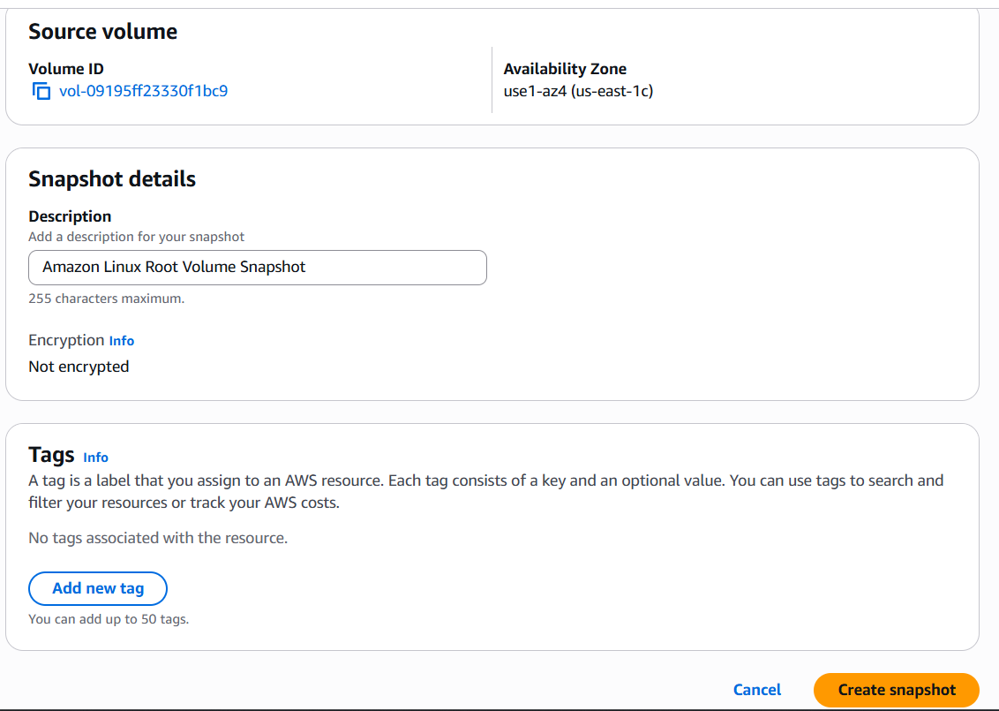 Source volume
Volume ID
vol-09195ff23330f1bc9
Availability Zone
use1-az4 (us-east-1c)
Snapshot details
Description
Add a description for your snapshot
Amazon Linux Root Volume Snapshot
255 characters maximum.
Encryption Info
Not encrypted
Tags Info
A tag is a label that you assign to an AWS resource. Each tag consists of a key and an optional value. You can use tags to search and
filter your resources or track your AWS costs.
No tags associated with the resource.
Add new tag
You can add up to 50 tags.
Cancel
Create snapshot